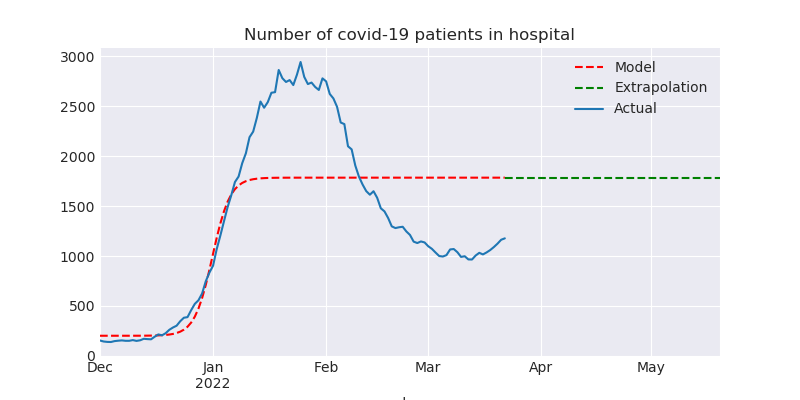 Number of covid-19 patients in hospital
3000
2500
2000
1500
1000
500
0
Model
Extrapolation
Actual
Dec
Jan
2022
Feb
Mar
Apr
May